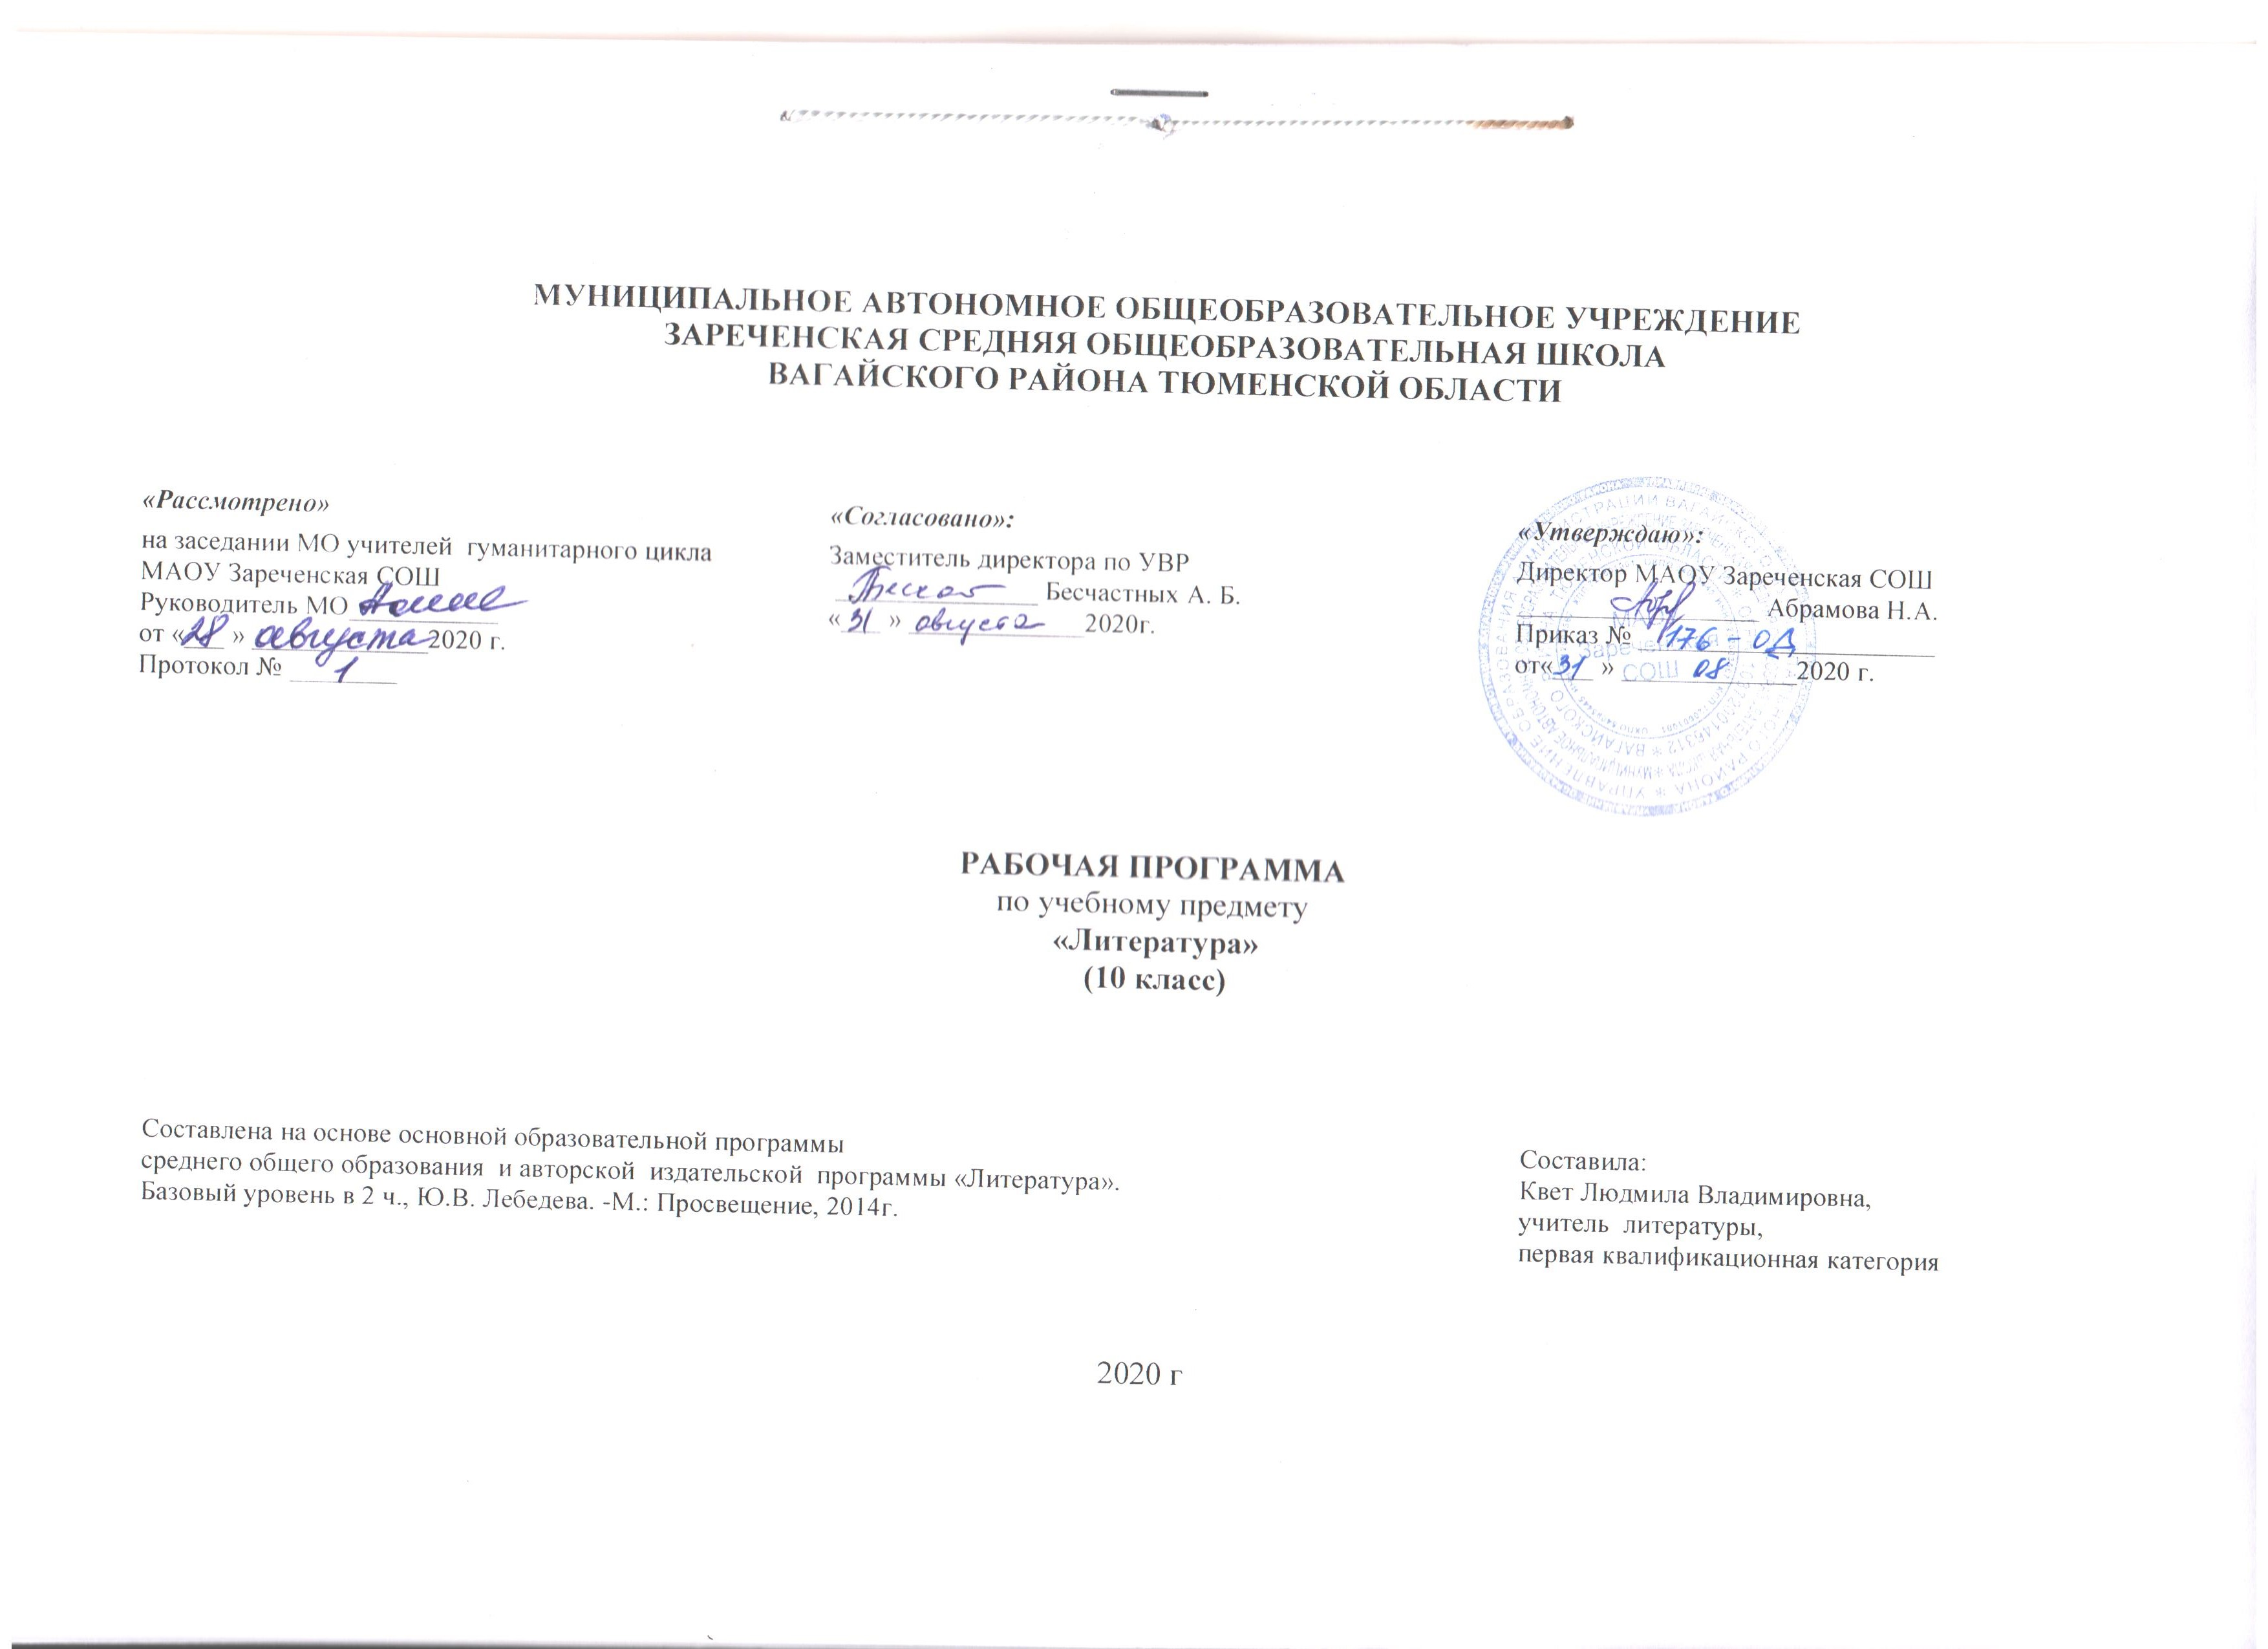 МУНИЦИПАЛЬНОЕ АВТОНОМНОЕ ОБЩЕОБРАЗОВАТЕЛЬНОЕ УЧРЕЖДЕНИЕ
ЗАРЕЧЕНСКАЯ СРЕДНЯЯ ОБЩЕОБРАЗОВАТЕЛЬНАЯ ШКОЛА
ВАГАЙСКОГО РАЙОНА ТЮМЕНСКОЙ ОБЛАСТИ
«Рассмотрено»
на заседании МО учителей гуманитарного цикла
МАОУ Зареченская СОШ
Руководитель МО
от «28» августа 2020 г.
Протокол № 1
«Согласовано»:
Заместитель директора по УВР
Бесчастных А. Б.
«31» августа 2020г.
«Утверждаю»:
Директор МАОУ Зареченская СОШ
Абрамова Н.А.
Приказ № 176 - ОД
от«31» 08 2020 г.
РАБОЧАЯ ПРОГРАММА
по учебному предмету
«Литература»
(10 класс)
Составлена на основе основной образовательной программы
среднего общего образования и авторской издательской программы «Литература».
Базовый уровень в 2 ч., Ю.В. Лебедева. -М.: Просвещение, 2014г.
Составила:
Квет Людмила Владимировна,
учитель литературы,
первая квалификационная категория
2020 г